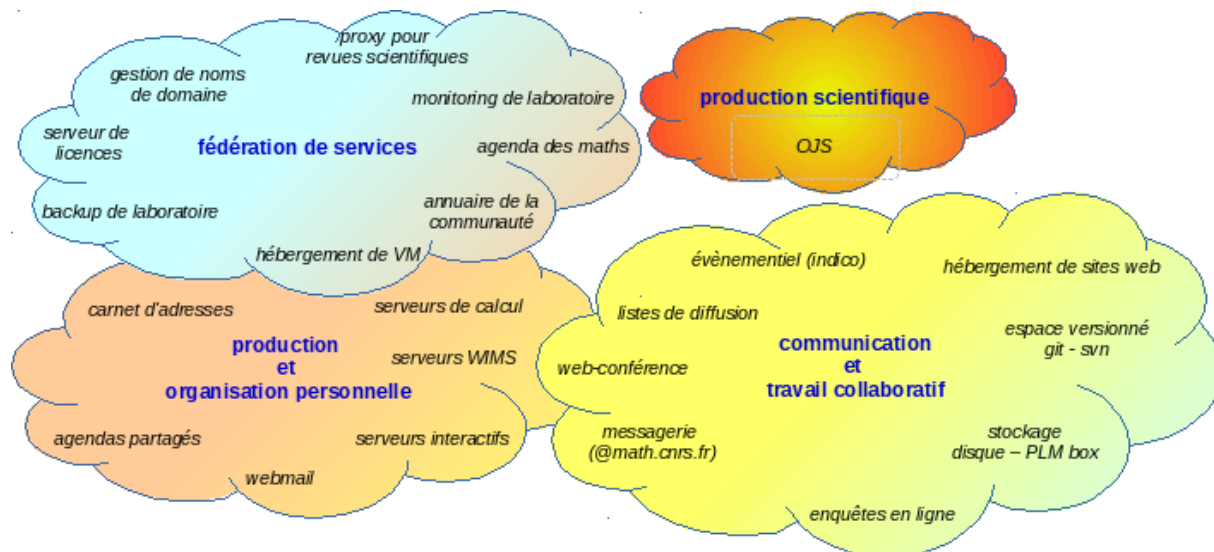 proxy pour
revues scientifiques
gestion de noms
de domaine
monitoring de laboratoire
serveur de
licences
fédération de services
agenda des maths
backup de laboratoire
annuaire de la
communauté
hébergement de VM
production scientifique
OJS
carnet d'adresses
serveurs de calcul
production
et
organisation personnelle
serveurs WIMS
agendas partagés
serveurs interactifs
webmail
évènementiel (indico)
hébergement de sites web
listes de diffusion
espace versionné
git - svn
communication
et
travail collaboratif
web-conférence
messagerie
(@math.cnrs.fr)
stockage
disque – PLM box
enquêtes en ligne